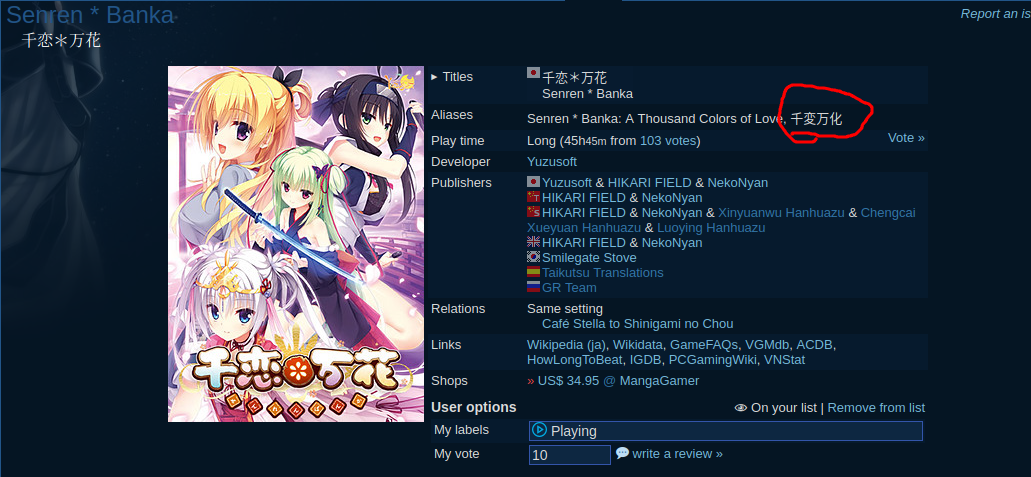 Senren * Banka
Report an is
千恋＊万花
▸ Titles
千恋＊万花
Senren * Banka
Aliases
Senren * Banka: A Thousand Colors of Love, 千变万化
Play time
Long (45h45m from 103 votes)
Vote »
Developer
Yuzusoft
Publishers
Yuzusoft & HIKARI FIELD & NekoNyan
HIKARI FIELD & NekoNyan
HIKARI FIELD & NekoNyan & Xinyuanwu Hanhuazu & Chengcai
Xueyuan Hanhuazu & Luoying Hanhuazu
HIKARI FIELD & NekoNyan
Smilegate Stove
Taikutsu Translations
GR Team
Relations
Same setting
Café Stella to Shinigami no Chou
Links
Wikipedia (ja), Wikidata, GameFAQs, VGMdb, ACDB,
HowLongToBeat, IGDB, PCGamingWiki, VNStat
Shops
» US$ 34.95 @ MangaGamer
User options
On your list | Remove from list
My labels
Playing
My vote
10
write a review »
千恋＊万花